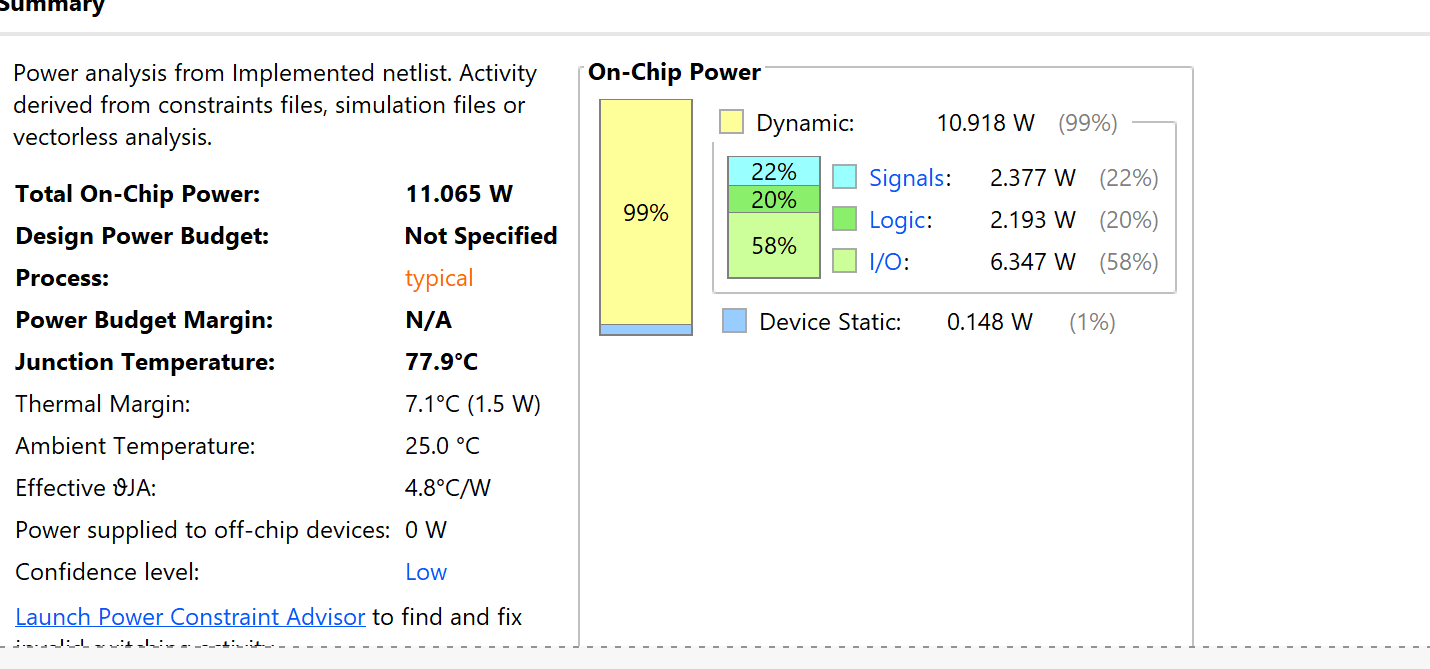 Summary
Power analysis from Implemented netlist. Activity
derived from constraints files, simulation files or
vectorless analysis.
Total On-Chip Power: 11.065 W
Design Power Budget: Not Specified
Process: typical
Power Budget Margin: N/A
Junction Temperature: 77.9°C
Thermal Margin: 7.1°C (1.5 W)
Ambient Temperature: 25.0 °C
Effective ϑJA: 4.8°C/W
Power supplied to off-chip devices: 0 W
Confidence level: Low
Launch Power Constraint Advisor to find and fix
invalid switching activity
On-Chip Power
99%
Dynamic: 10.918 W (99%)
22%
20%
58%
Signals: 2.377 W (22%)
Logic: 2.193 W (20%)
I/O: 6.347 W (58%)
Device Static: 0.148 W (1%)